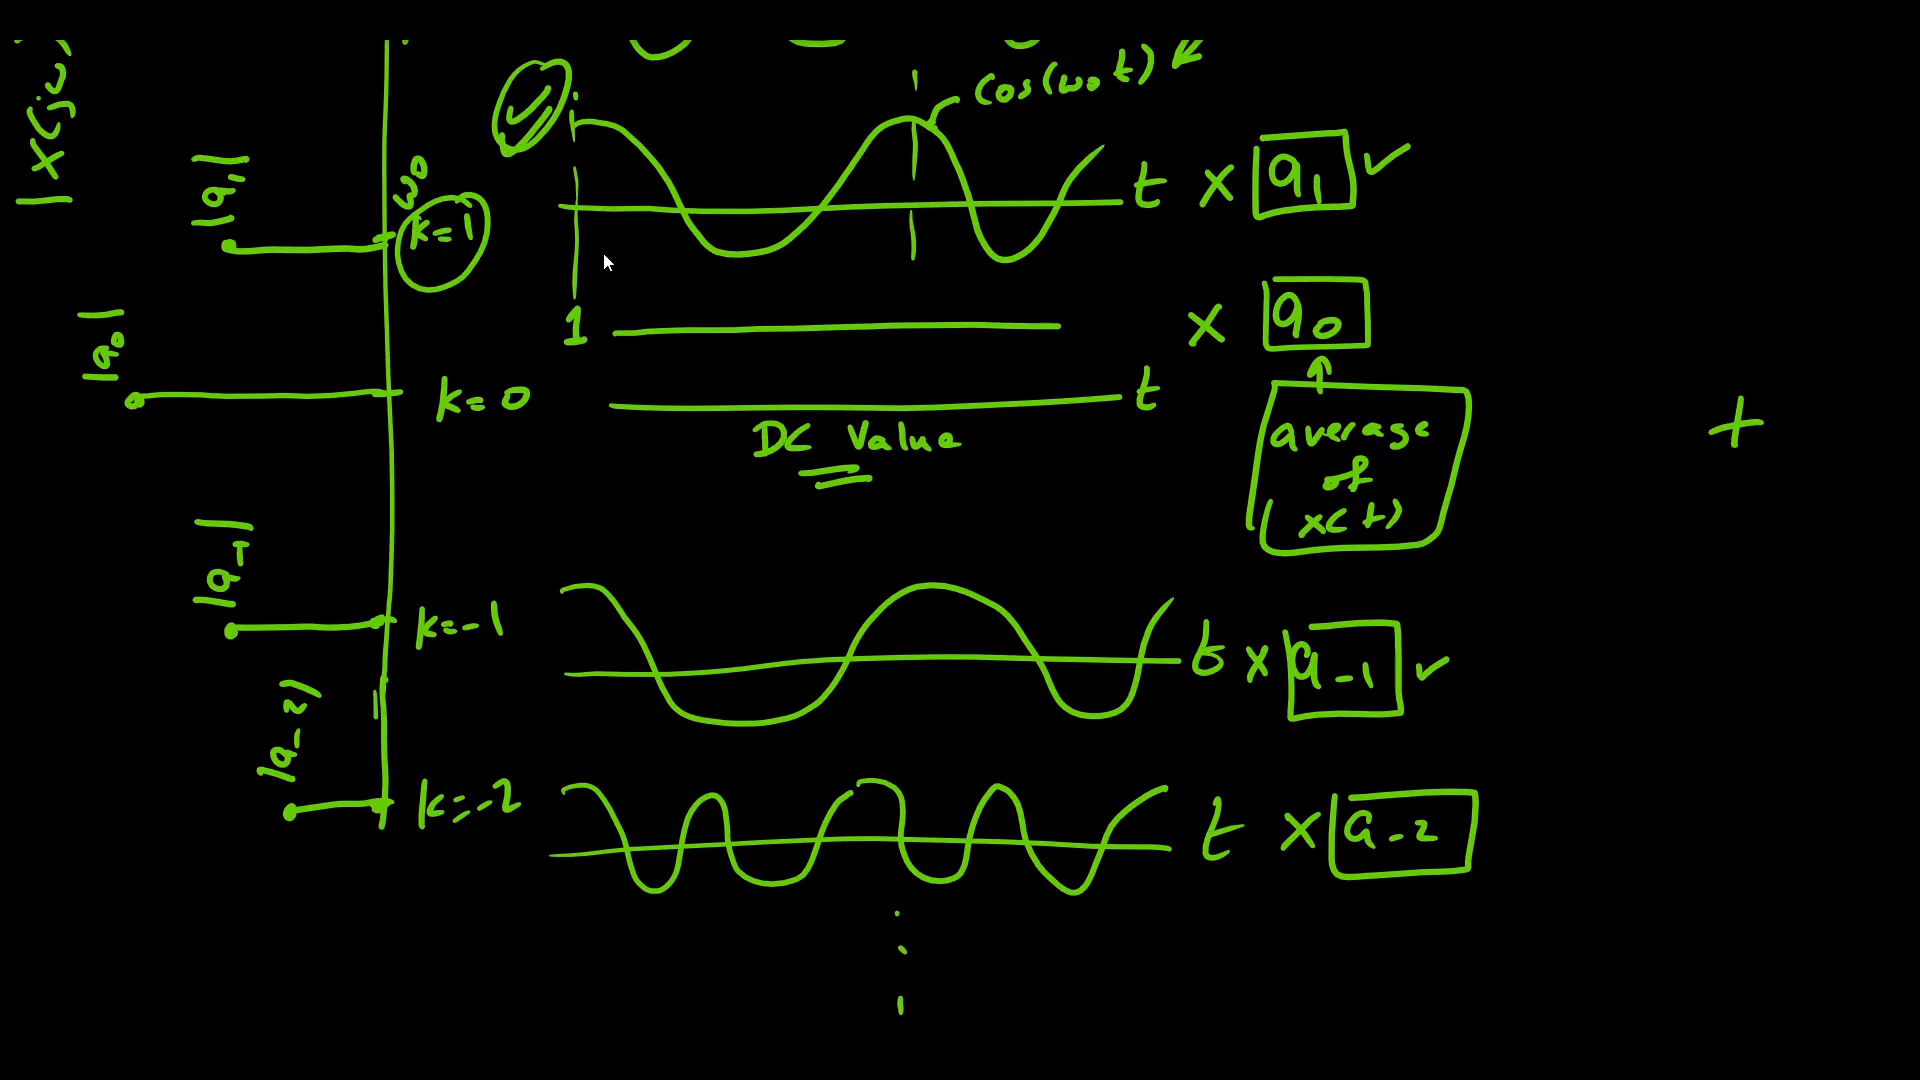 |x(jω)
cos(ω₀t)
|a₁|
ω₀
k=1
t × a₁ ✓
1
× a₀
|a₀|
k=0
t
DC Value
average
of
x(t)
+
|a₋₁|
k=-1
t × a₋₁ ✓
|a₋₂|
k=-2
t × a₋₂